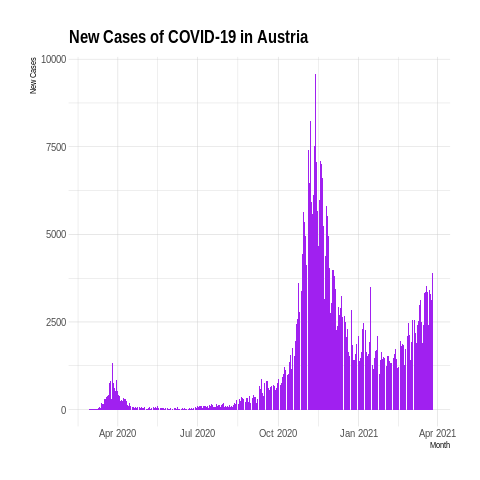 New Cases of COVID-19 in Austria
New Cases
10000
7500
5000
2500
0
Apr 2020 Jul 2020 Oct 2020 Jan 2021 Apr 2021
Month